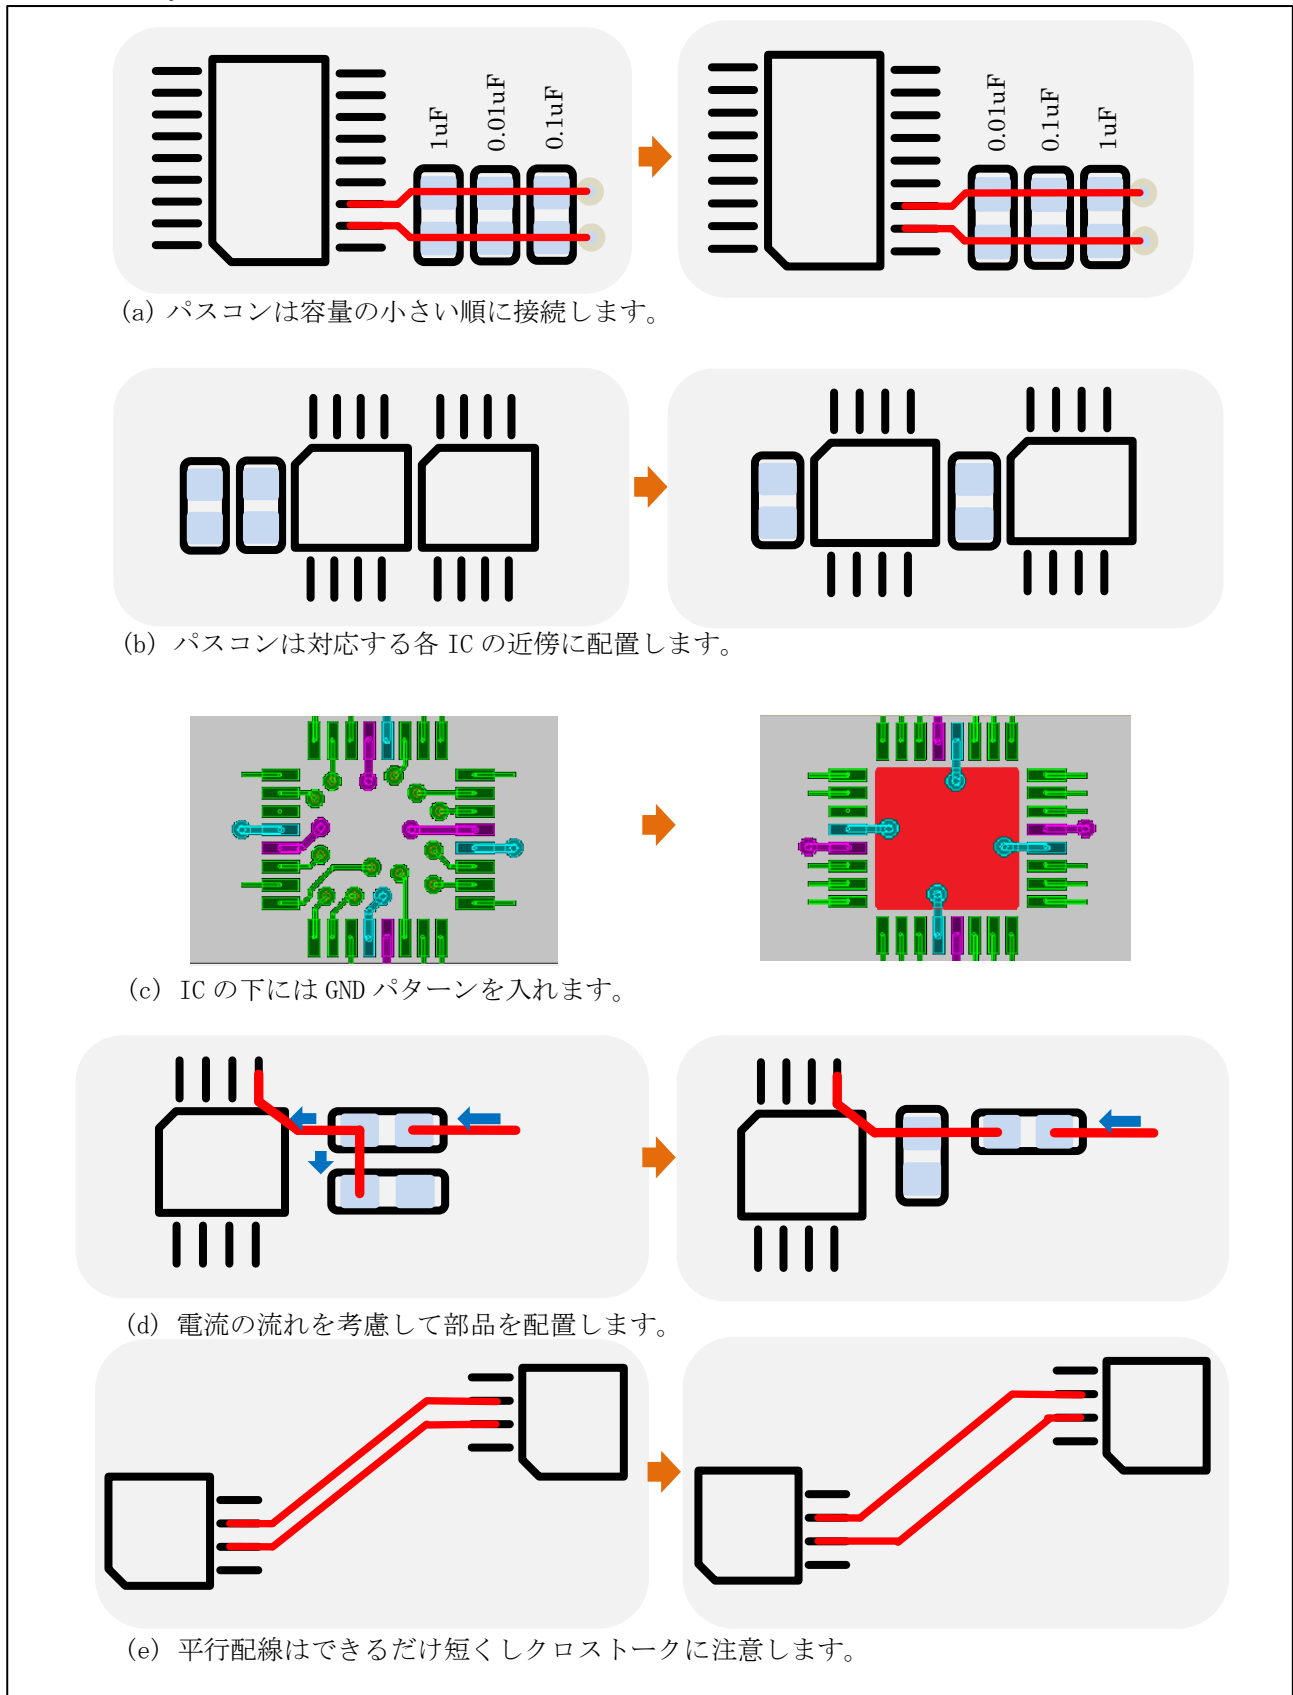 1uF
0.01uF
0.1uF
0.01uF
0.1uF
1uF
(a) パスコンは容量の小さい順に接続します。
(b) パスコンは対応する各 IC の近傍に配置します。
(c) IC の下には GND パターンを入れます。
(d) 電流の流れを考慮して部品を配置します。
(e) 平行配線はできるだけ短くしクロストークに注意します。